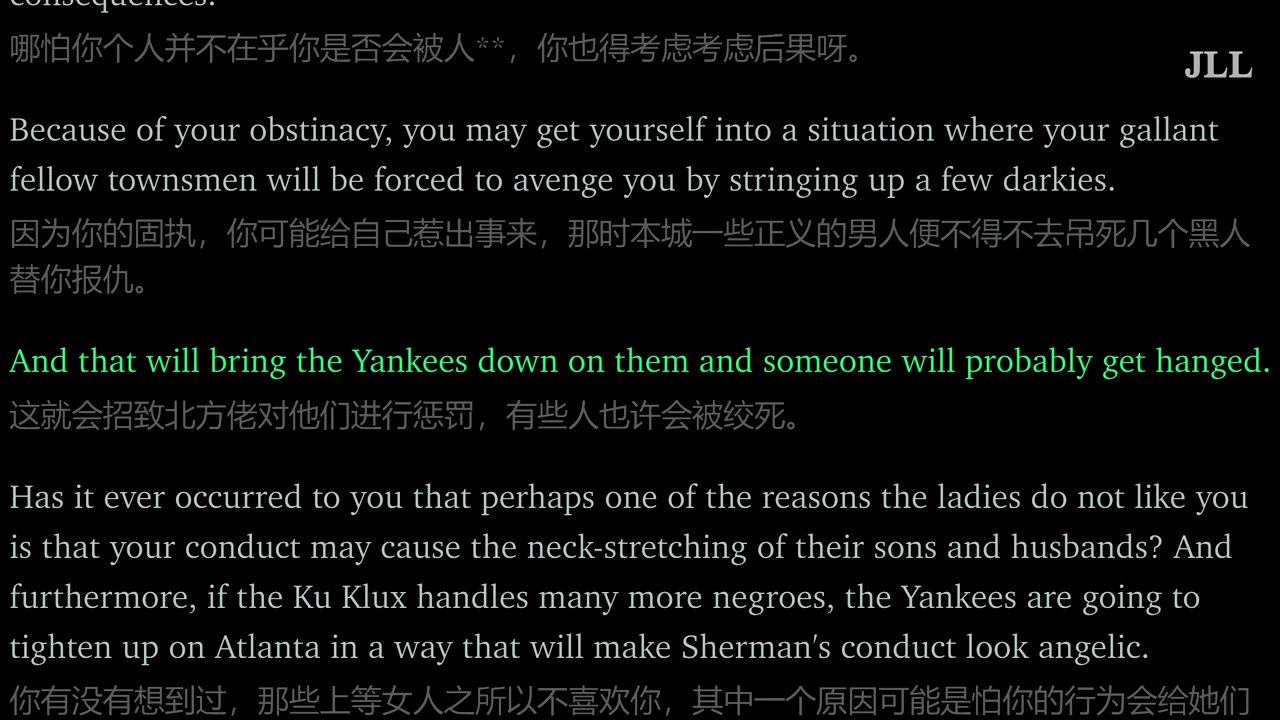 consequences.
哪怕你个人并不在乎你是否会被人**，你也得考虑考虑后果呀。
JLL
Because of your obstinacy, you may get yourself into a situation where your gallant
fellow townsmen will be forced to avenge you by stringing up a few darkies.
因为你的固执，你可能给自己惹出事来，那时本城一些正义的男人便不得不去吊死几个黑人
替你报仇。
And that will bring the Yankees down on them and someone will probably get hanged.
这就会招致北方佬对他们进行惩罚，有些人也许会被绞死。
Has it ever occurred to you that perhaps one of the reasons the ladies do not like you
is that your conduct may cause the neck-stretching of their sons and husbands? And
furthermore, if the Ku Klux handles many more negroes, the Yankees are going to
tighten up on Atlanta in a way that will make Sherman's conduct look angelic.
你有没有想到过，那些上等女人之所以不喜欢你，其中一个原因可能是怕你的行为会给她们